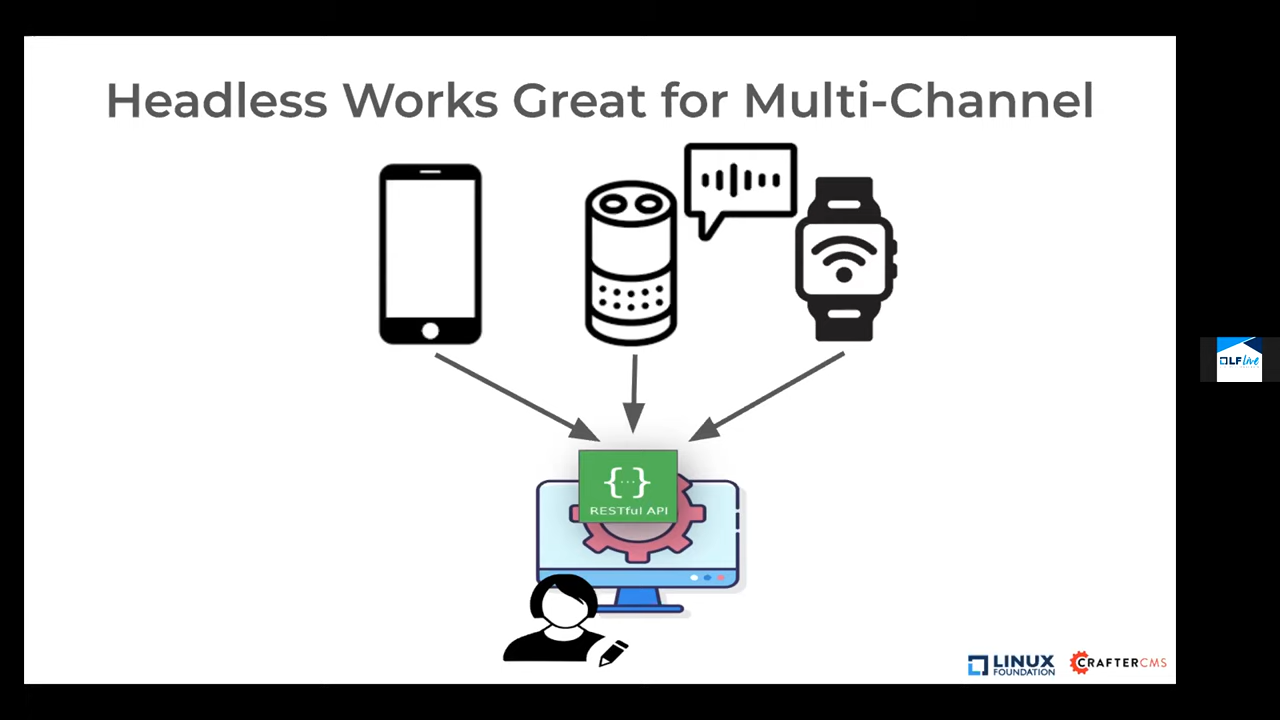 Headless Works Great for Multi-Channel
LF Live
{...}
RESTful API
LINUX
FOUNDATION
CRAFTERCMS